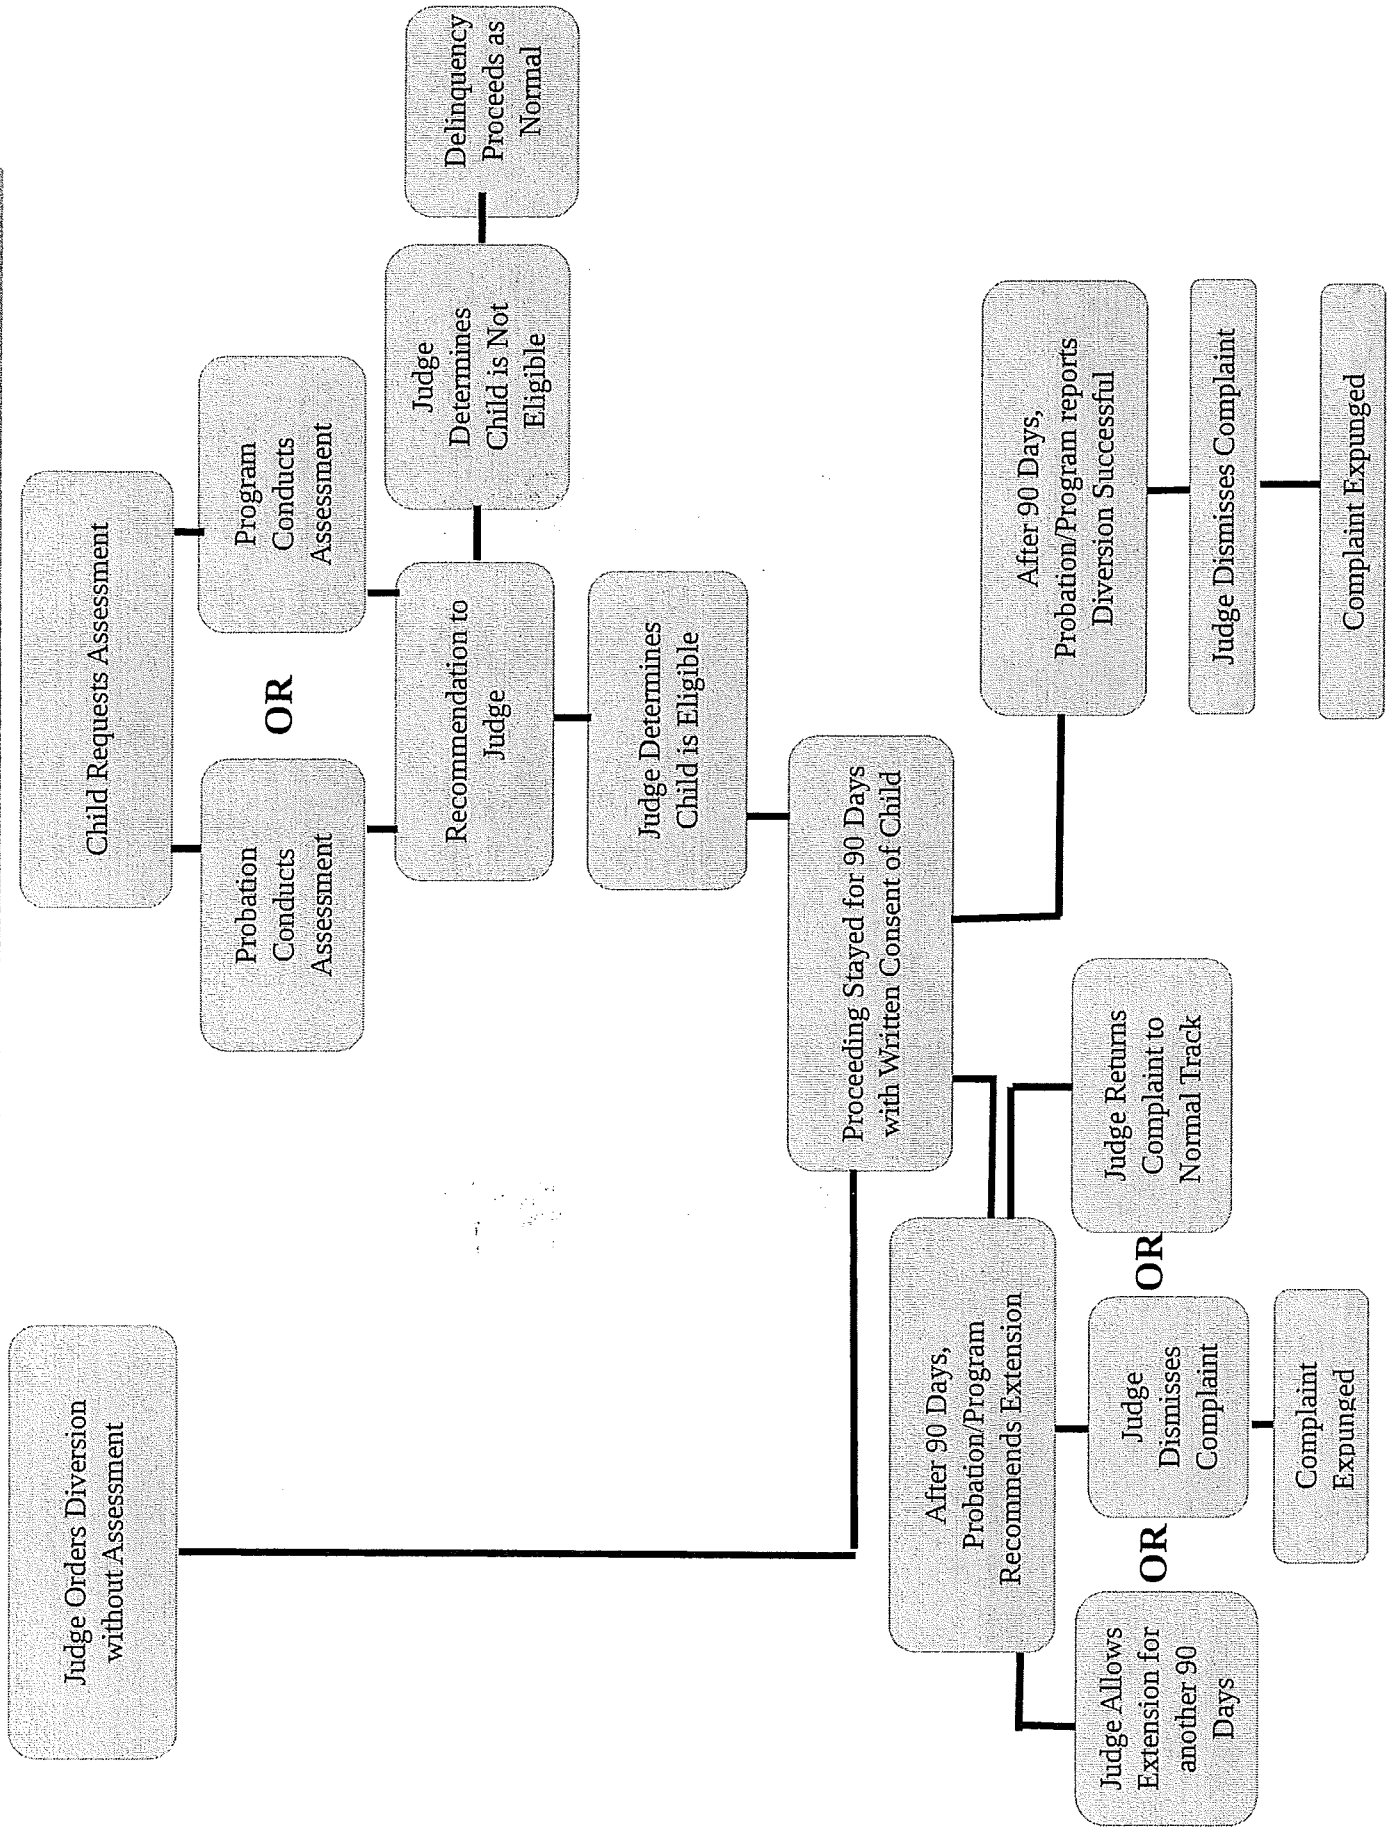 Judge Orders Diversion
without Assessment
Child Requests Assessment
Probation
Conducts
Assessment
OR
Program
Conducts
Assessment
Recommendation to
Judge
Judge
Determines
Child is Not
Eligible
Delinquency
Proceeds as
Normal
Judge Determines
Child is Eligible
Proceeding Stayed for 90 Days
with Written Consent of Child
After 90 Days,
Probation/Program
Recommends Extension
Judge Allows
Extension for
another 90
Days
OR
Judge
Dismisses
Complaint
OR
Judge Returns
Complaint to
Normal Track
Complaint
Expunged
After 90 Days,
Probation/Program reports
Diversion Successful
Judge Dismisses Complaint
Complaint Expunged